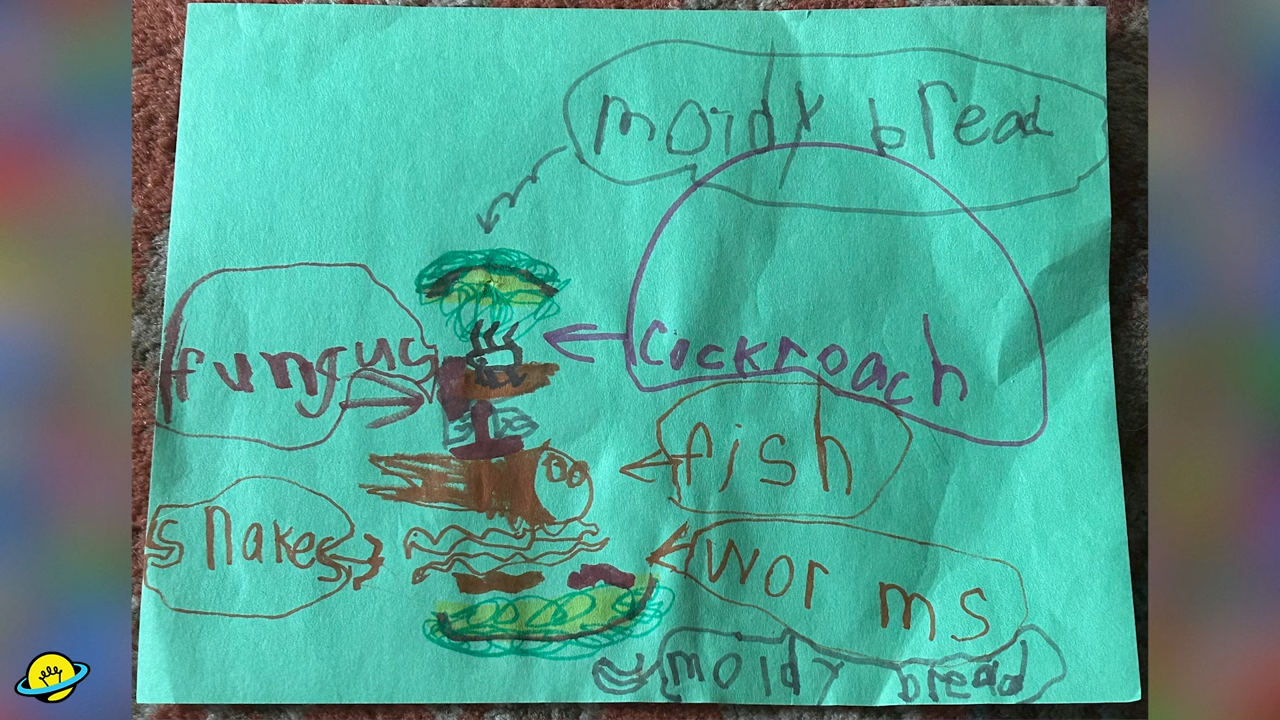 moldy bread
cockroach
fungus
fish
snakes
worms
moldy bread